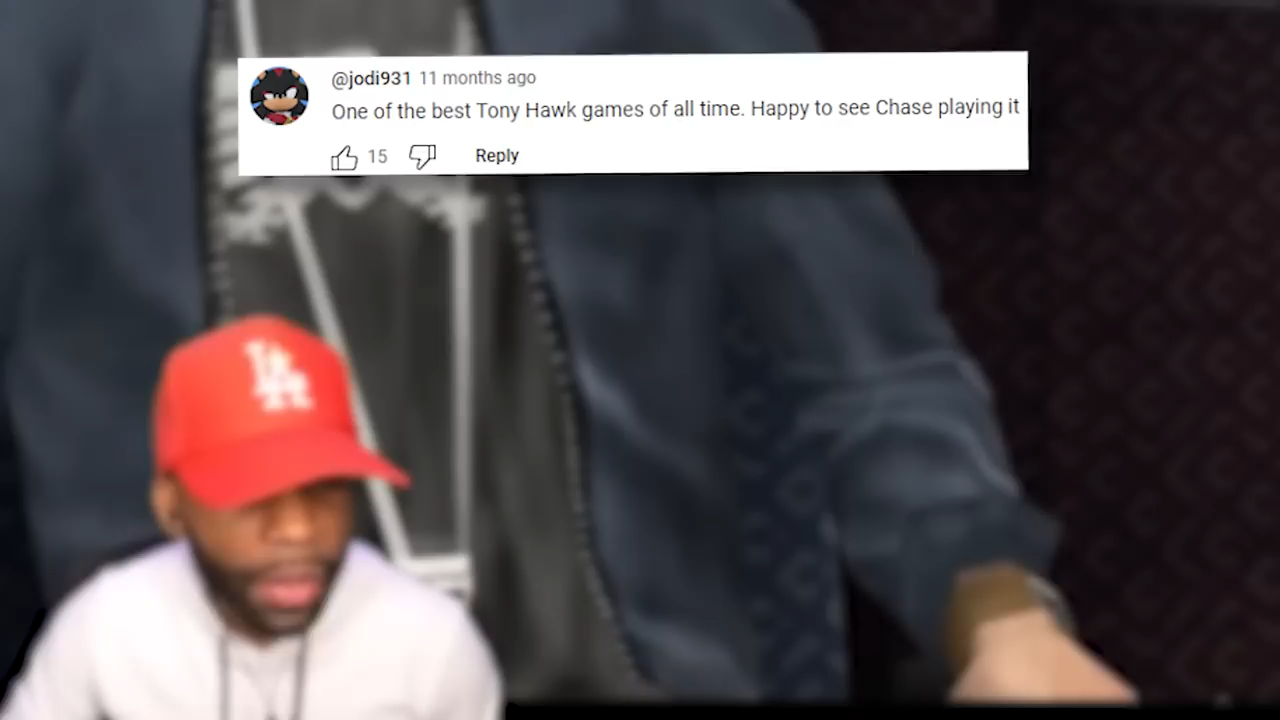 @jodi931 11 months ago
One of the best Tony Hawk games of all time. Happy to see Chase playing it
15 Reply
LA